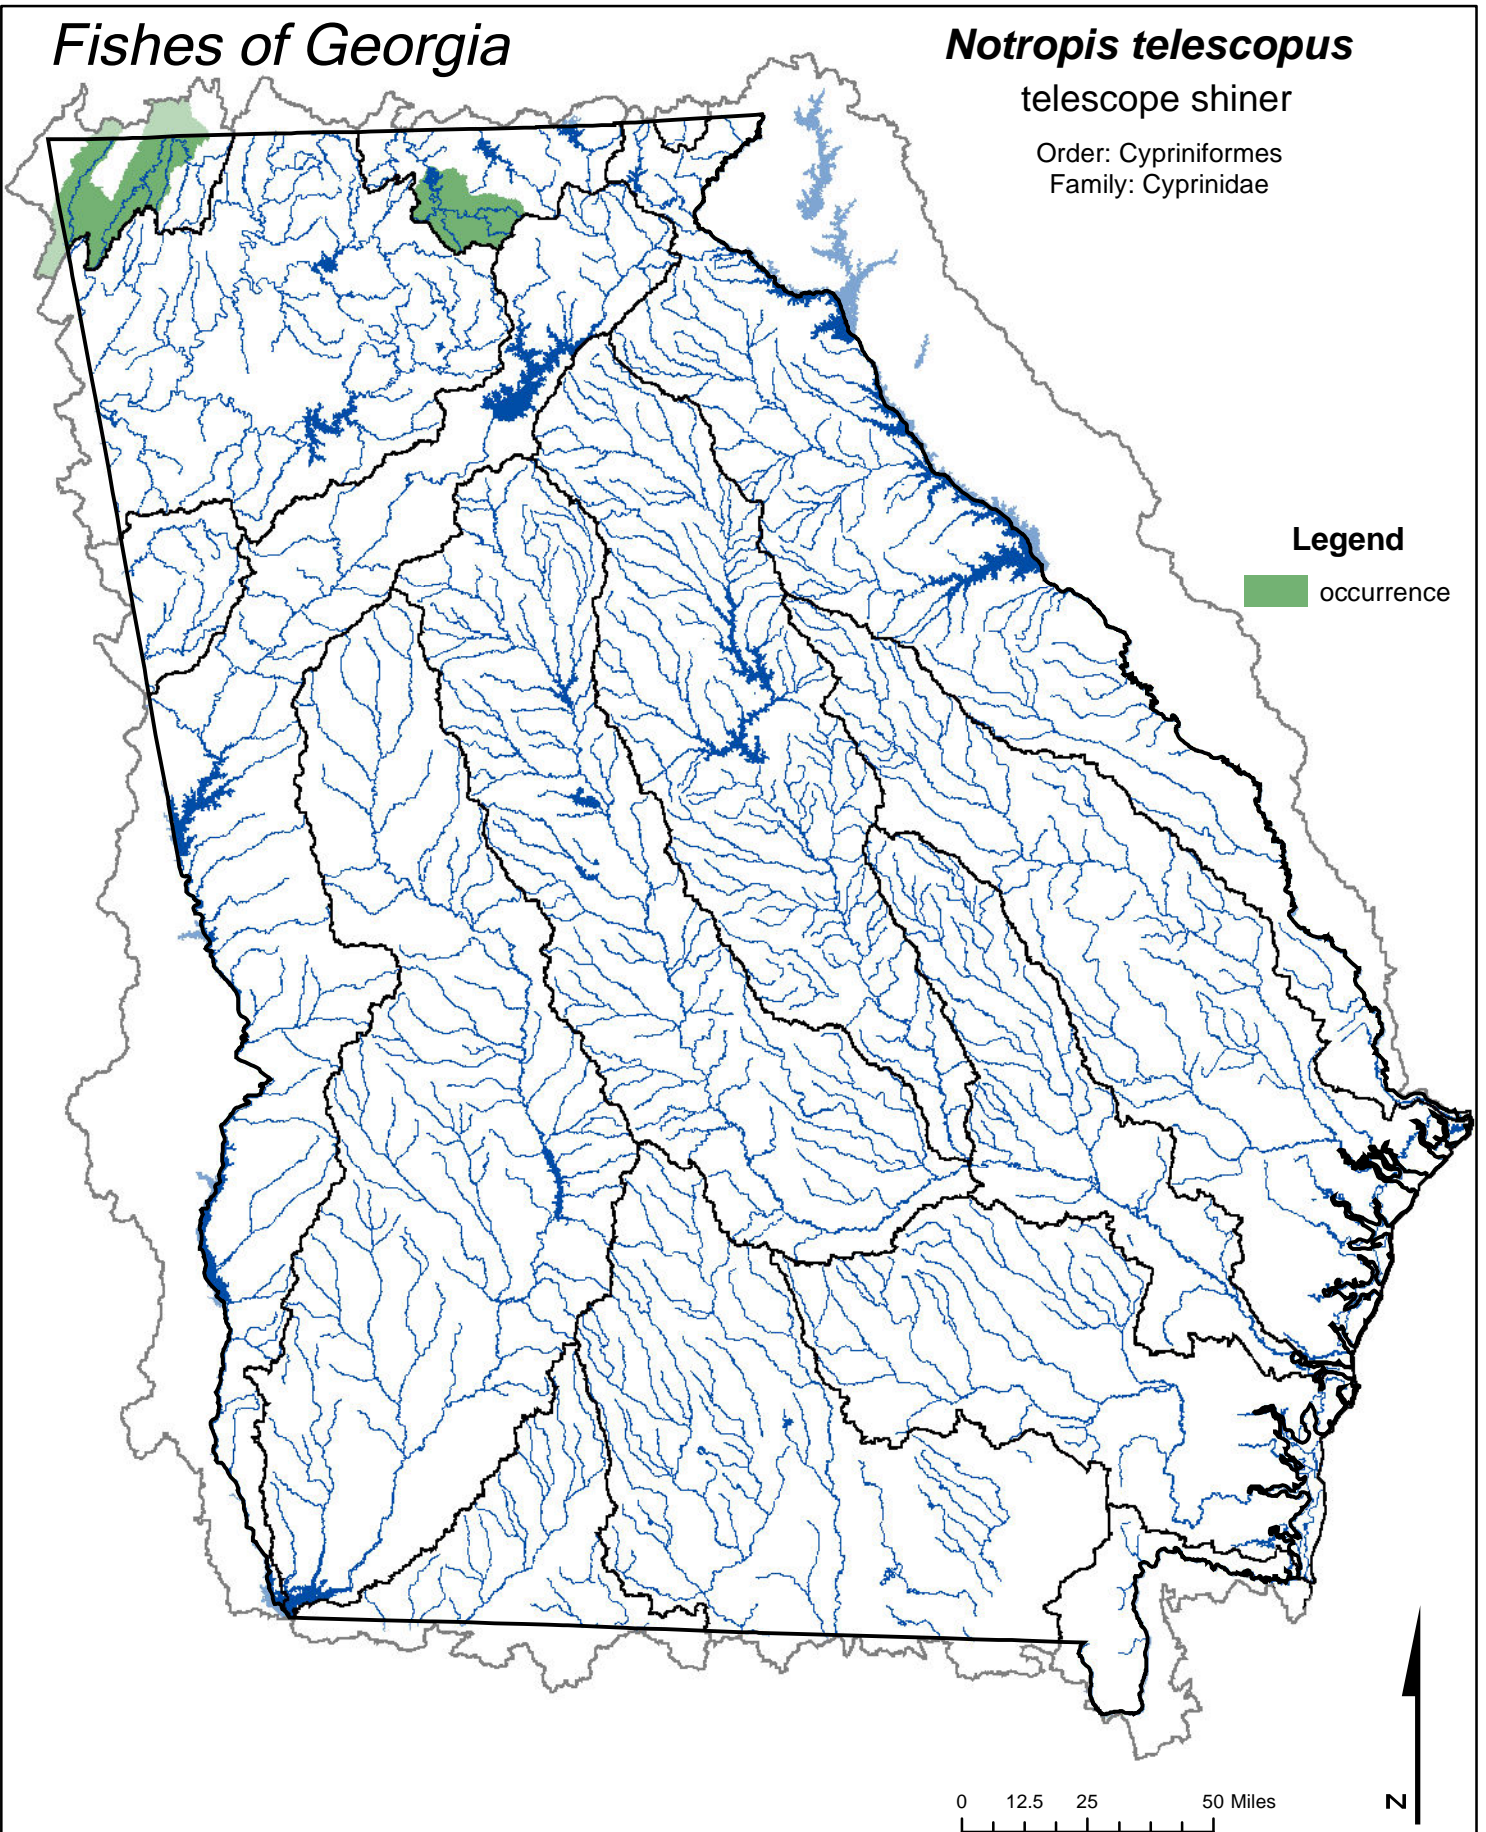 Fishes of Georgia
Notropis telescopus
telescope shiner
Order: Cypriniformes
Family: Cyprinidae
Legend
occurrence
0 12.5 25 50 Miles
N